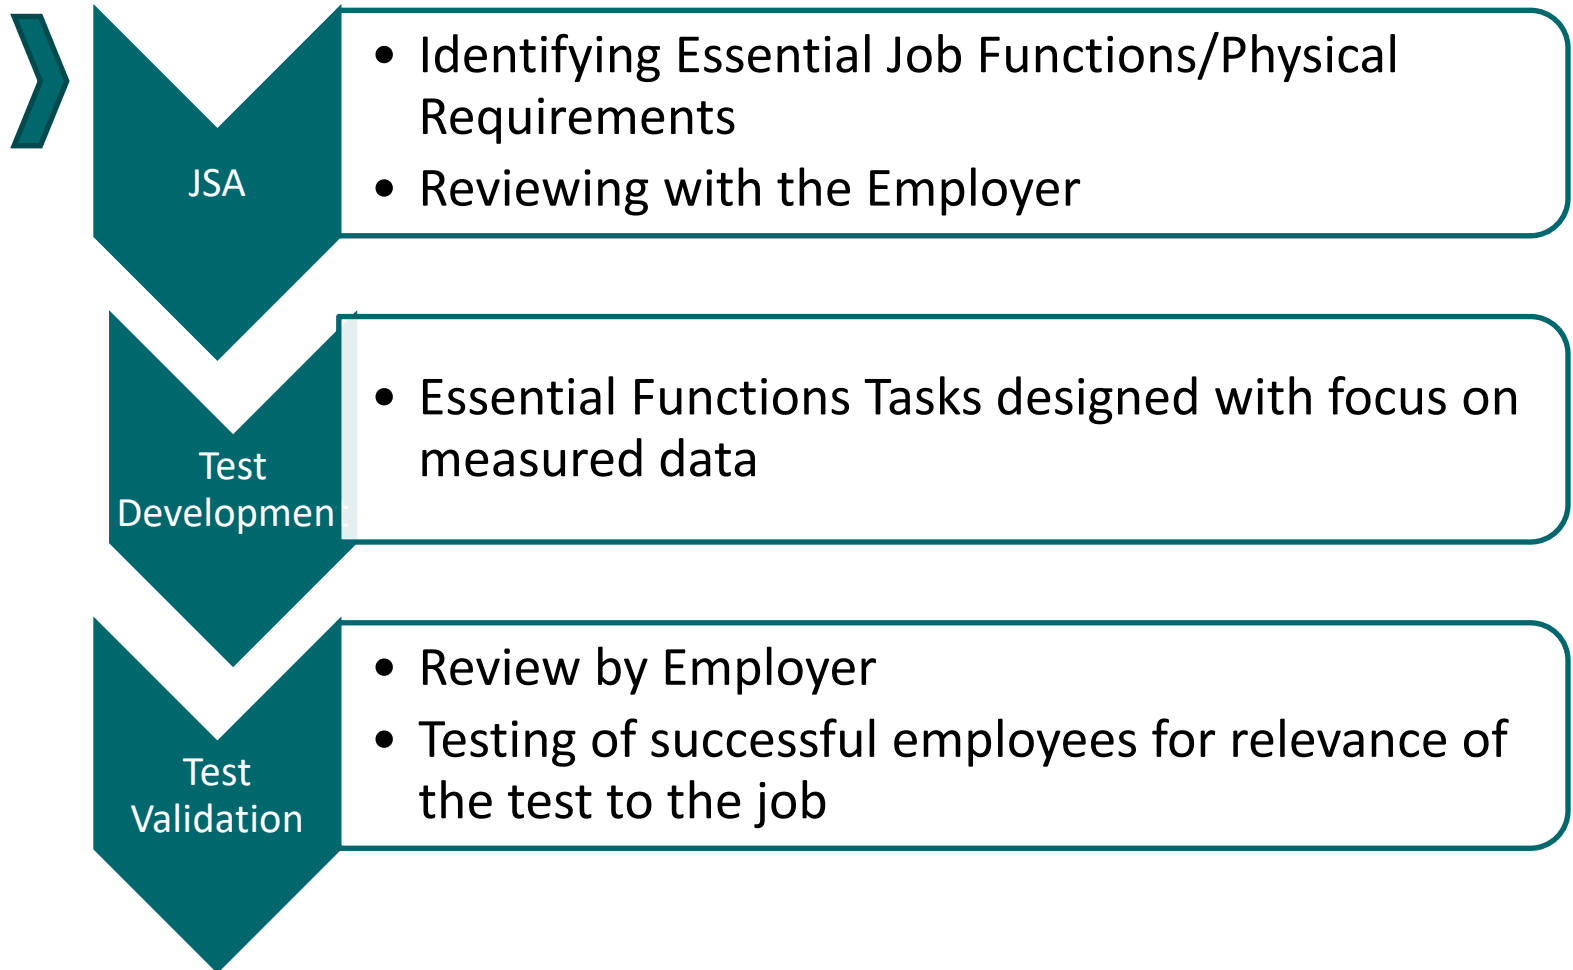 JSA
• Identifying Essential Job Functions/Physical
Requirements
• Reviewing with the Employer
Test
Development
• Essential Functions Tasks designed with focus on
measured data
Test
Validation
• Review by Employer
• Testing of successful employees for relevance of
the test to the job